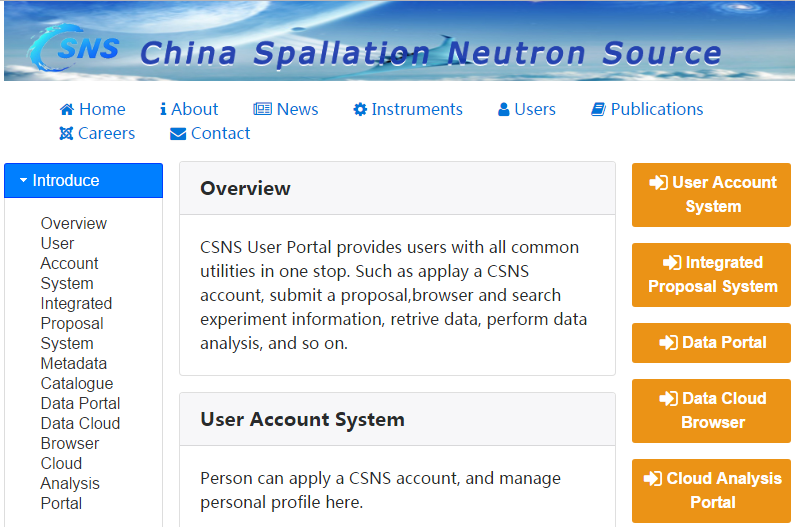 CSNS China Spallation Neutron Source
Home About News Instruments Users Publications
Careers Contact
Introduce
Overview
User
Account
System
Integrated
Proposal
System
Metadata
Catalogue
Data Portal
Data Cloud
Browser
Cloud
Analysis
Portal
Overview
CSNS User Portal provides users with all common
utilities in one stop. Such as applay a CSNS
account, submit a proposal,browser and search
experiment information, retrive data, perform data
analysis, and so on.
User Account System
Person can apply a CSNS account, and manage
personal profile here.
User Account
System
Integrated
Proposal System
Data Portal
Data Cloud
Browser
Cloud Analysis
Portal